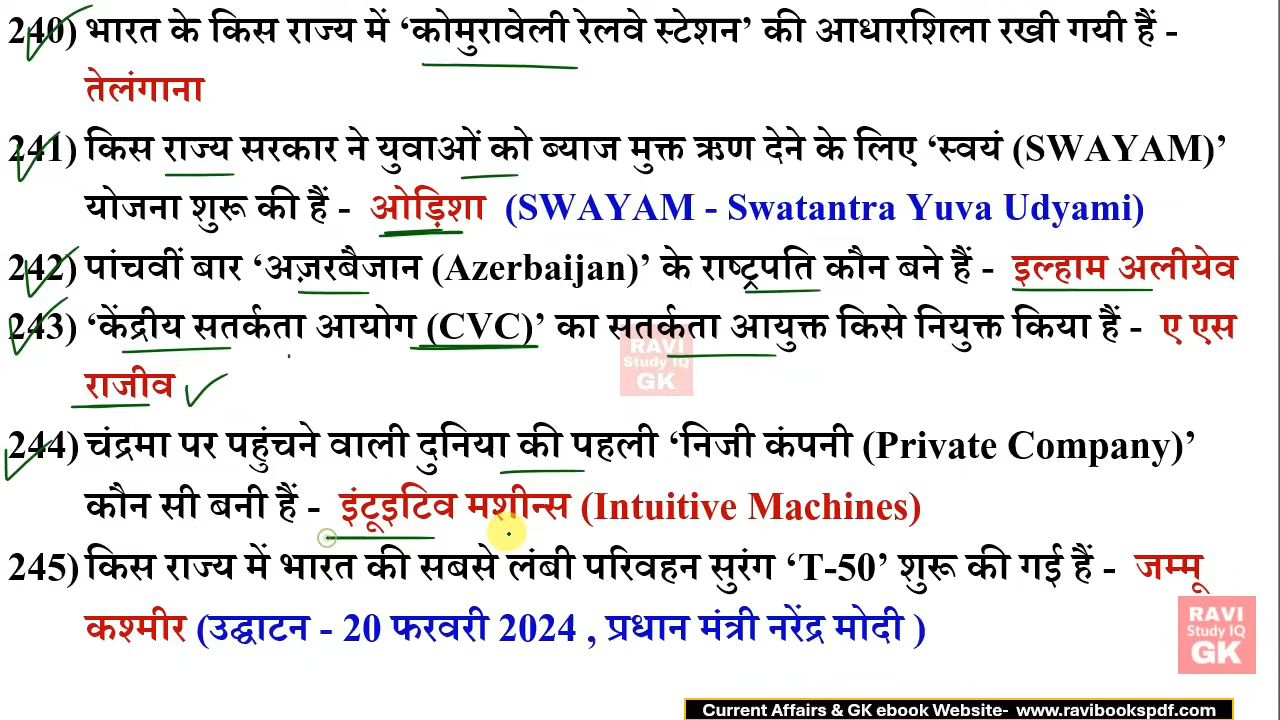 240) भारत के किस राज्य में ‘कोमुरावेली रेलवे स्टेशन’ की आधारशिला रखी गयी हैं -
तेलंगाना
241) किस राज्य सरकार ने युवाओं को ब्याज मुक्त ऋण देने के लिए ‘स्वयं (SWAYAM)’
योजना शुरू की हैं - ओड़िशा (SWAYAM - Swatantra Yuva Udyami)
242) पांचवीं बार ‘अज़रबैजान (Azerbaijan)’ के राष्ट्रपति कौन बने हैं - इल्हाम अलीयेव
243) ‘केंद्रीय सतर्कता आयोग (CVC)’ का सतर्कता आयुक्त किसे नियुक्त किया हैं - ए एस
राजीव
RAVI
Study IQ
GK
244) चंद्रमा पर पहुंचने वाली दुनिया की पहली ‘निजी कंपनी (Private Company)’
कौन सी बनी हैं - इंटूइटिव मशीन्स (Intuitive Machines)
245) किस राज्य में भारत की सबसे लंबी परिवहन सुरंग ‘T-50’ शुरू की गई हैं - जम्मू
कश्मीर (उद्घाटन - 20 फरवरी 2024 , प्रधान मंत्री नरेंद्र मोदी )
RAVI
Study IQ
GK
Current Affairs & GK ebook Website- www.ravibookspdf.com